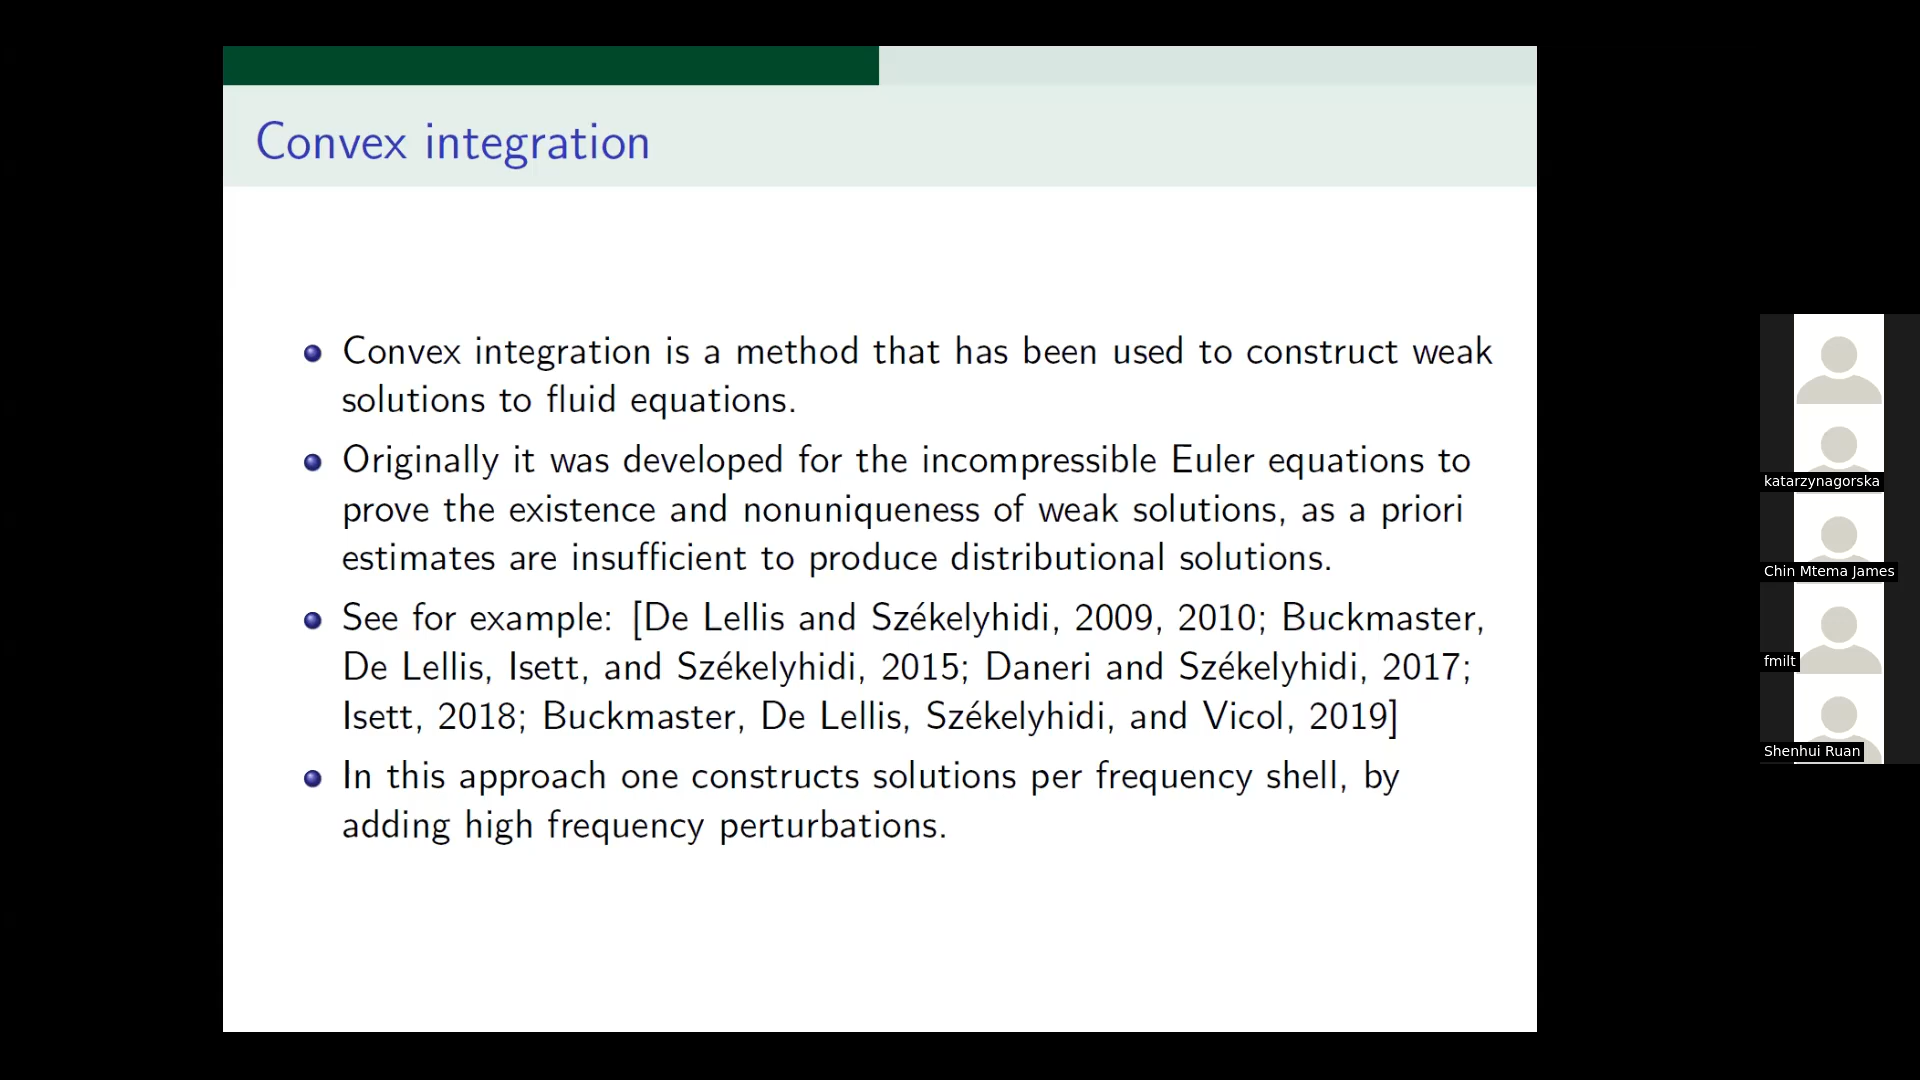 Convex integration
Convex integration is a method that has been used to construct weak
solutions to fluid equations.
Originally it was developed for the incompressible Euler equations to
prove the existence and nonuniqueness of weak solutions, as a priori
estimates are insufficient to produce distributional solutions.
See for example: [De Lellis and Székelyhidi, 2009, 2010; Buckmaster,
De Lellis, Isett, and Székelyhidi, 2015; Daneri and Székelyhidi, 2017;
Isett, 2018; Buckmaster, De Lellis, Székelyhidi, and Vicol, 2019]
In this approach one constructs solutions per frequency shell, by
adding high frequency perturbations.
katarzynagorska
Chin Mtema James
fmilt
Shenhui Ruan